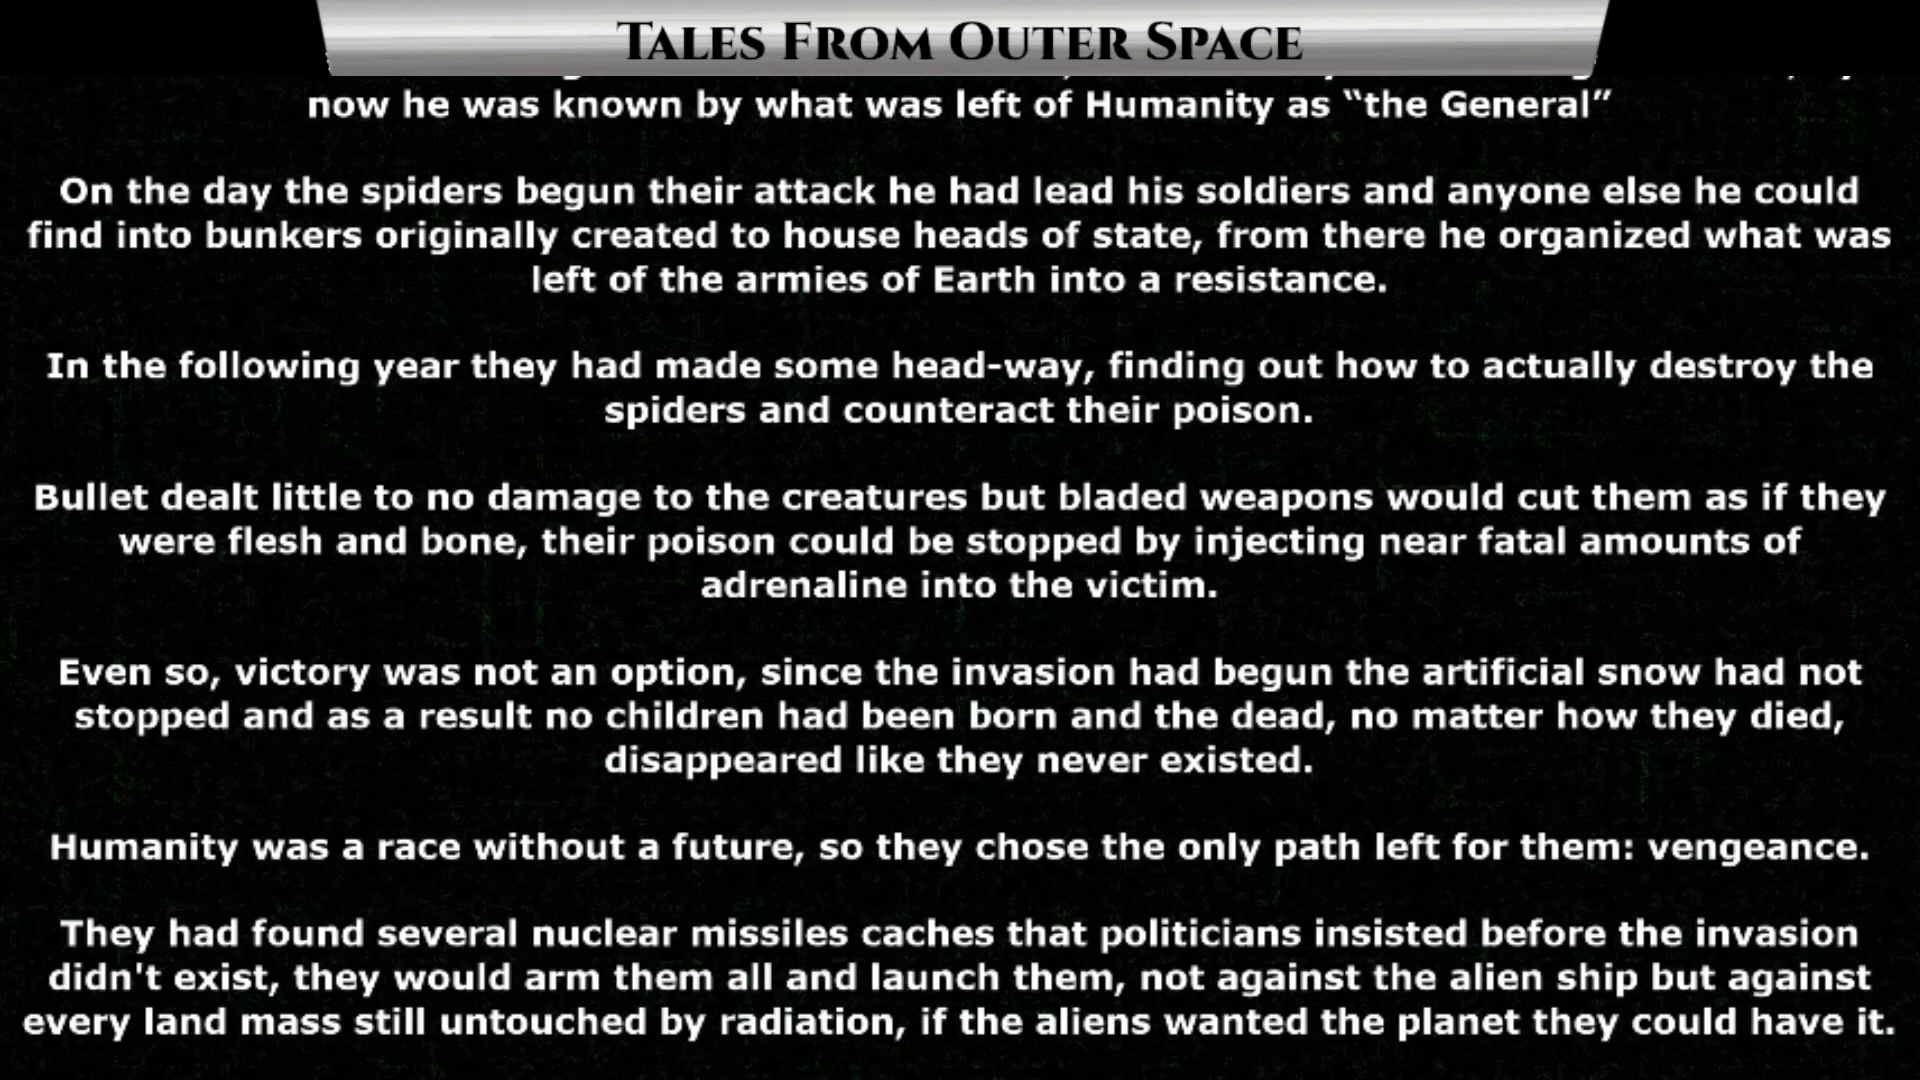 Tales From Outer Space
now he was known by what was left of Humanity as “the General”
On the day the spiders begun their attack he had lead his soldiers and anyone else he could
find into bunkers originally created to house heads of state, from there he organized what was
left of the armies of Earth into a resistance.
In the following year they had made some head-way, finding out how to actually destroy the
spiders and counteract their poison.
Bullet dealt little to no damage to the creatures but bladed weapons would cut them as if they
were flesh and bone, their poison could be stopped by injecting near fatal amounts of
adrenaline into the victim.
Even so, victory was not an option, since the invasion had begun the artificial snow had not
stopped and as a result no children had been born and the dead, no matter how they died,
disappeared like they never existed.
Humanity was a race without a future, so they chose the only path left for them: vengeance.
They had found several nuclear missiles caches that politicians insisted before the invasion
didn't exist, they would arm them all and launch them, not against the alien ship but against
every land mass still untouched by radiation, if the aliens wanted the planet they could have it.